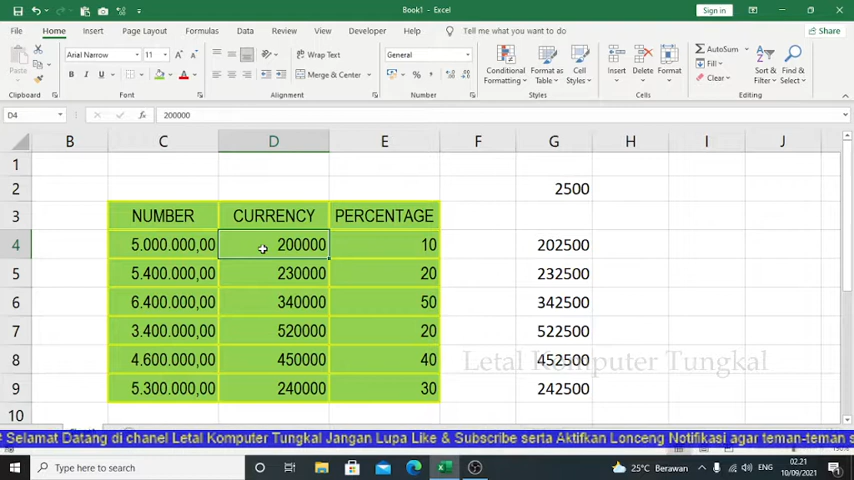 Book1 - Excel
Sign in
File Home Insert Page Layout Formulas Data Review View Developer Help Tell me what you want to do Share
Paste
Arial Narrow 11 A A
B I U A
Wrap Text
Merge & Center
General
% , 
Conditional Formatting
Format as Table
Cell Styles
Insert Delete Format
AutoSum
Fill
Clear
Sort & Filter
Find & Select
Clipboard Font Alignment Number Styles Cells Editing
D4 fx 200000
B C D E F G H I J
1
2 2500
3 NUMBER CURRENCY PERCENTAGE
4 5.000.000,00 200000 10 202500
5 5.400.000,00 230000 20 232500
6 6.400.000,00 340000 50 342500
7 3.400.000,00 520000 20 522500
8 4.600.000,00 450000 40 452500
Letal Komputer Tungkal
9 5.300.000,00 240000 30 242500
10
Selamat Datang di chanel Letal Komputer Tungkal Jangan Lupa Like & Subscribe serta Aktifkan Lonceng Notifikasi agar teman-teman s
Type here to search
25°C Berawan
ENG
02.21
10/09/2021